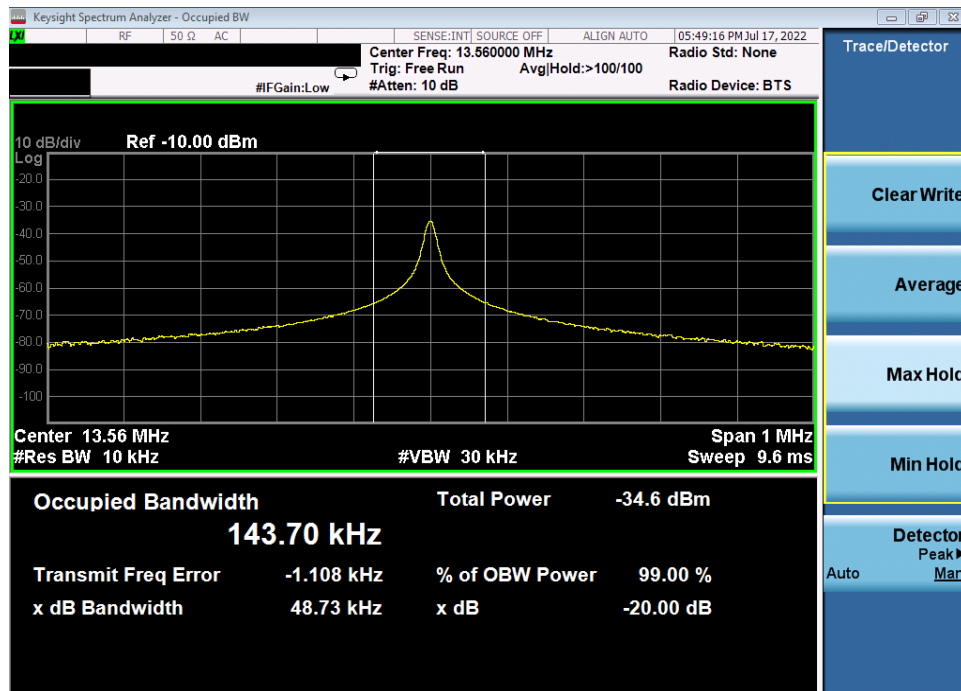 Keysight Spectrum Analyzer - Occupied BW
LXI RF 50 Ω AC SENSE:INT SOURCE OFF ALIGN AUTO 05:49:16 PM Jul 17, 2022
Center Freq: 13.560000 MHz Radio Std: None
Trig: Free Run Avg|Hold:>100/100
#IFGain:Low #Atten: 10 dB Radio Device: BTS
10 dB/div Ref -10.00 dBm
Log
-20.0
-30.0
-40.0
-50.0
-60.0
-70.0
-80.0
-90.0
-100
Center 13.56 MHz Span 1 MHz
#Res BW 10 kHz #VBW 30 kHz Sweep 9.6 ms
Occupied Bandwidth Total Power -34.6 dBm
143.70 kHz
Transmit Freq Error -1.108 kHz % of OBW Power 99.00 %
x dB Bandwidth 48.73 kHz x dB -20.00 dB
Trace/Detector
Clear Write
Average
Max Hold
Min Hold
Detector
Peak
Auto Man